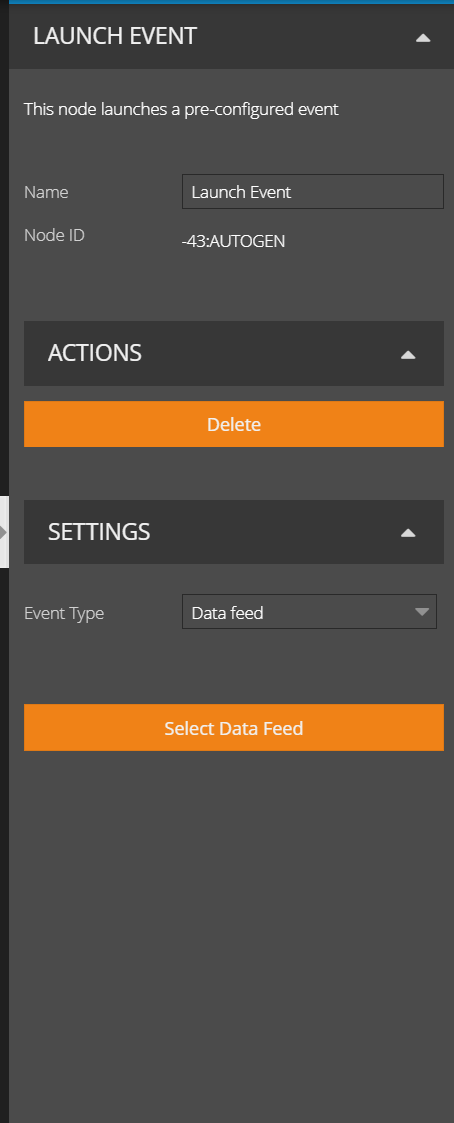 LAUNCH EVENT
This node launches a pre-configured event
Name Launch Event
Node ID -43:AUTOGEN
ACTIONS
Delete
SETTINGS
Event Type Data feed
Select Data Feed